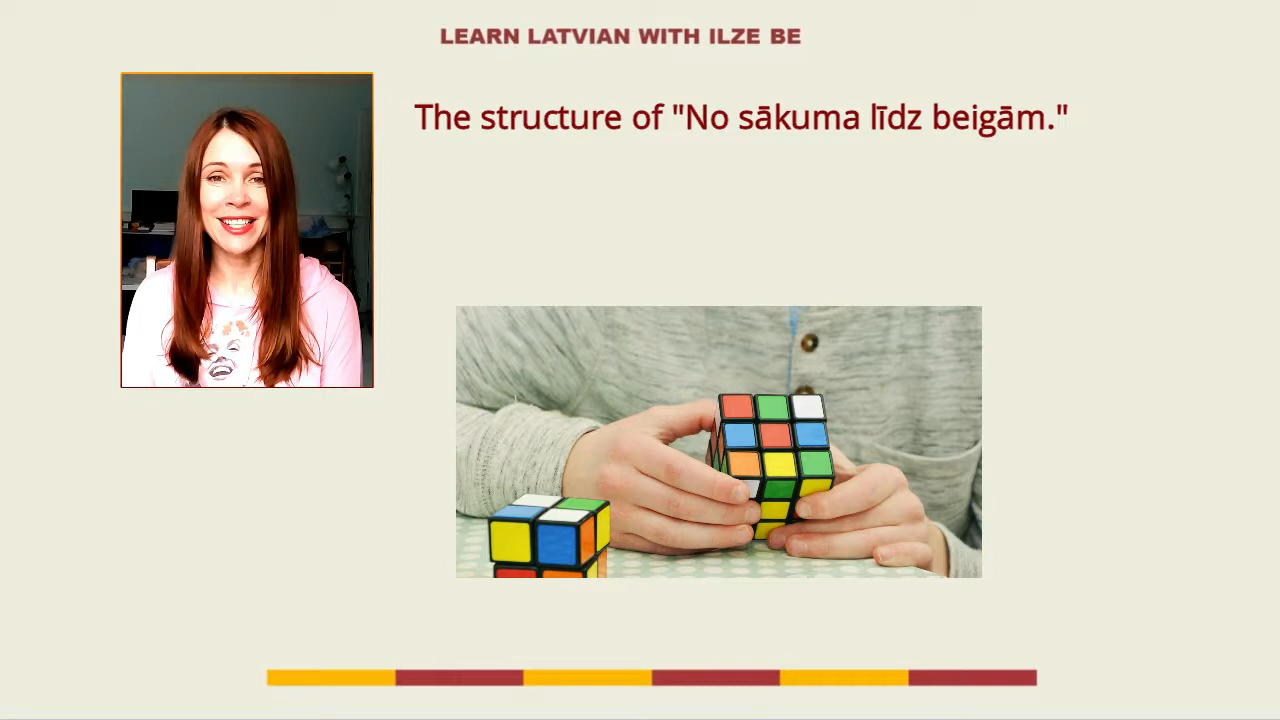 LEARN LATVIAN WITH ILZE BE
The structure of "No sākuma līdz beigām."